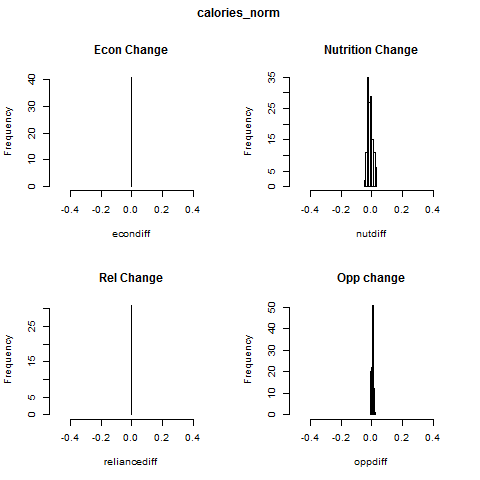 calories_norm
Econ Change
Frequency
0 10 20 30 40
-0.4 -0.2 0.0 0.2 0.4
econdiff
Nutrition Change
Frequency
0 5 15 25 35
-0.4 -0.2 0.0 0.2 0.4
nutdiff
Rel Change
Frequency
0 5 15 25
-0.4 -0.2 0.0 0.2 0.4
reliancediff
Opp change
Frequency
0 10 20 30 40 50
-0.4 -0.2 0.0 0.2 0.4
oppdiff